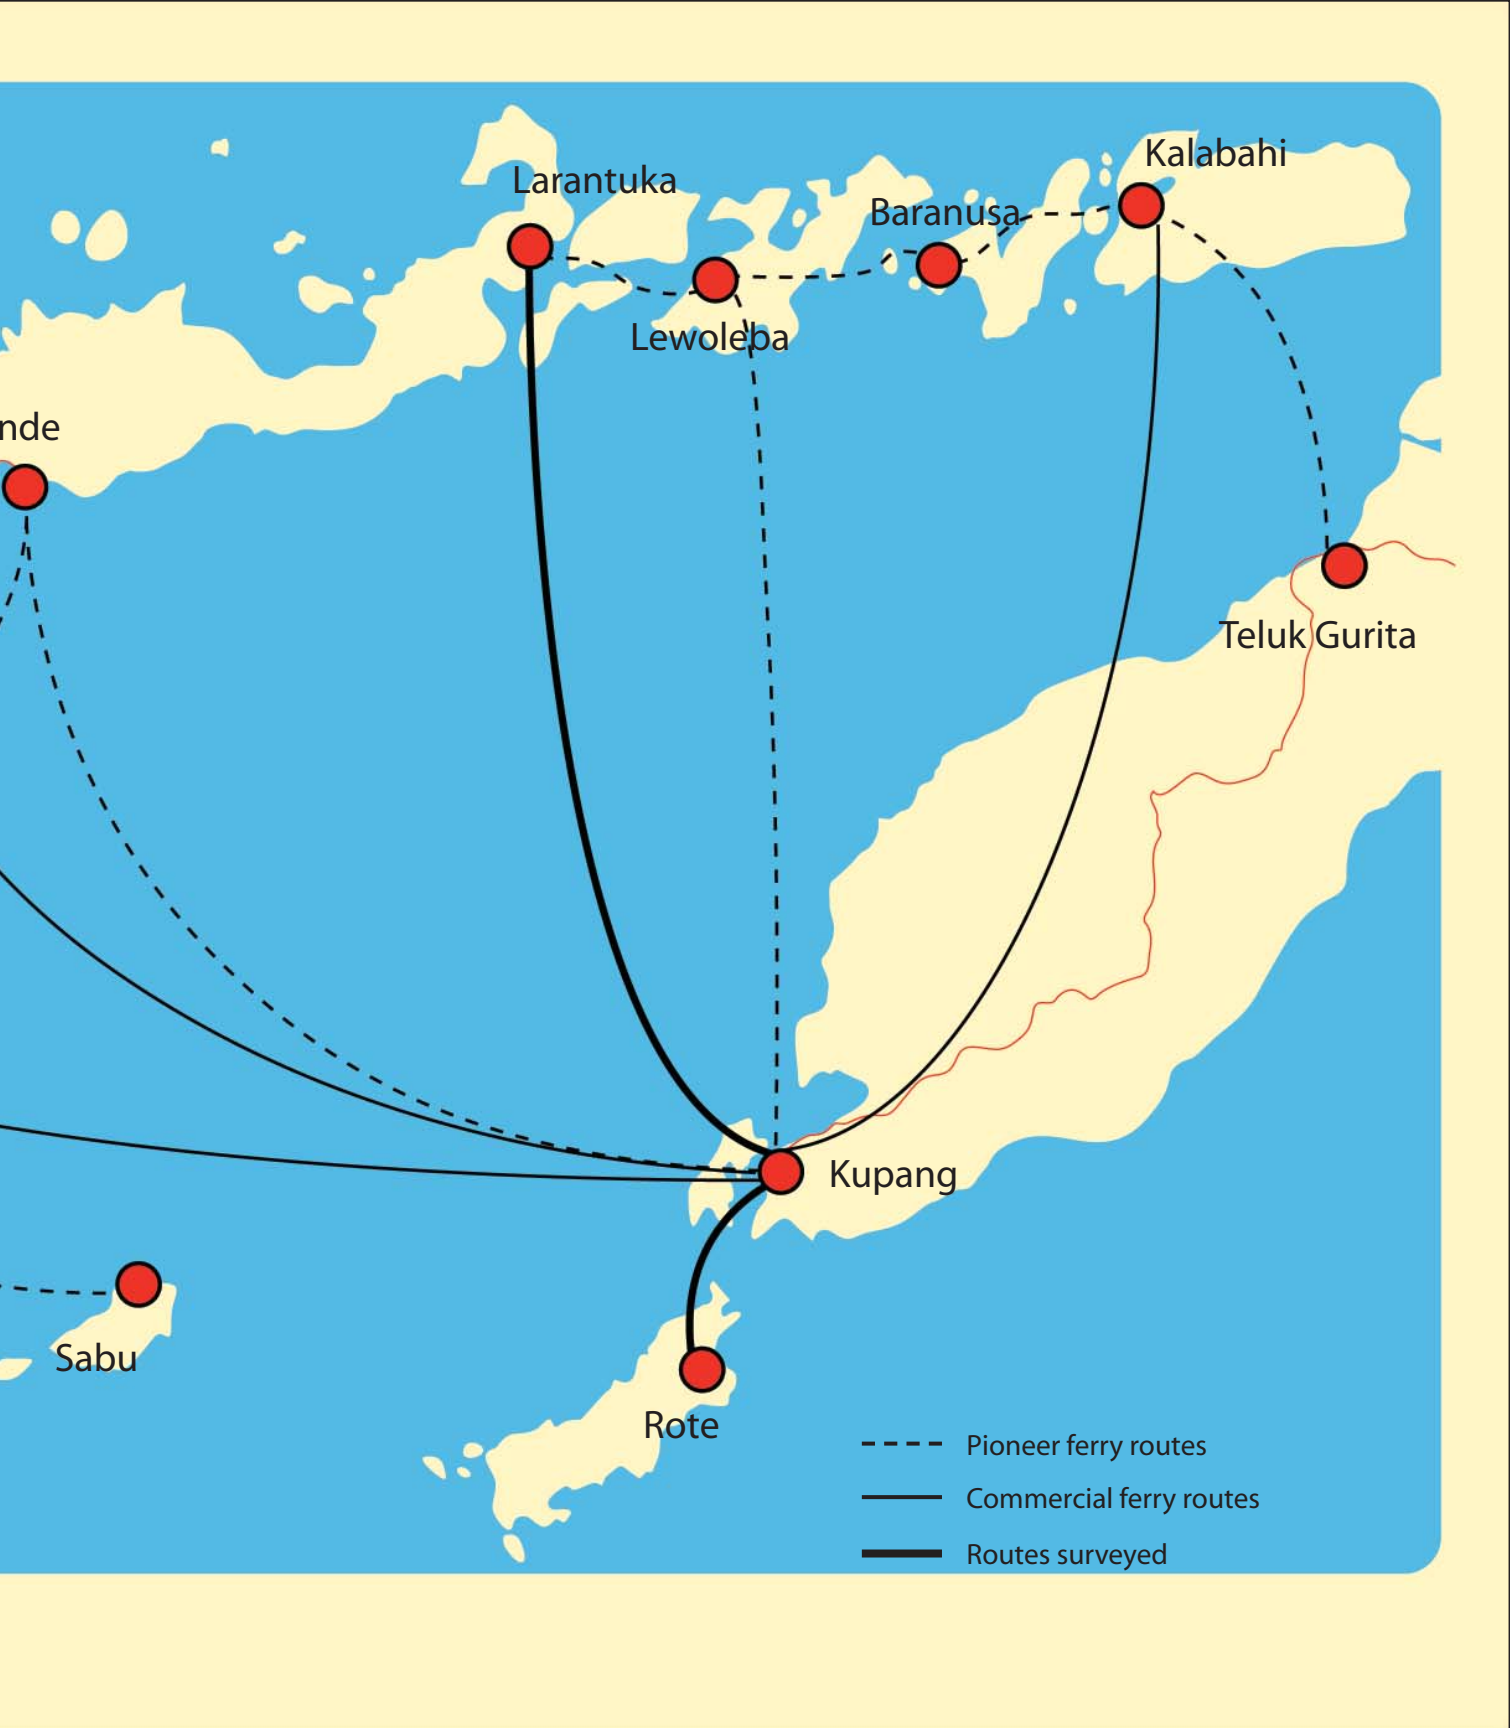 Kalabahi
Larantuka
Baranusa
Lewoleba
nde
Teluk Gurita
Kupang
Sabu
Rote
Pioneer ferry routes
Commercial ferry routes
Routes surveyed